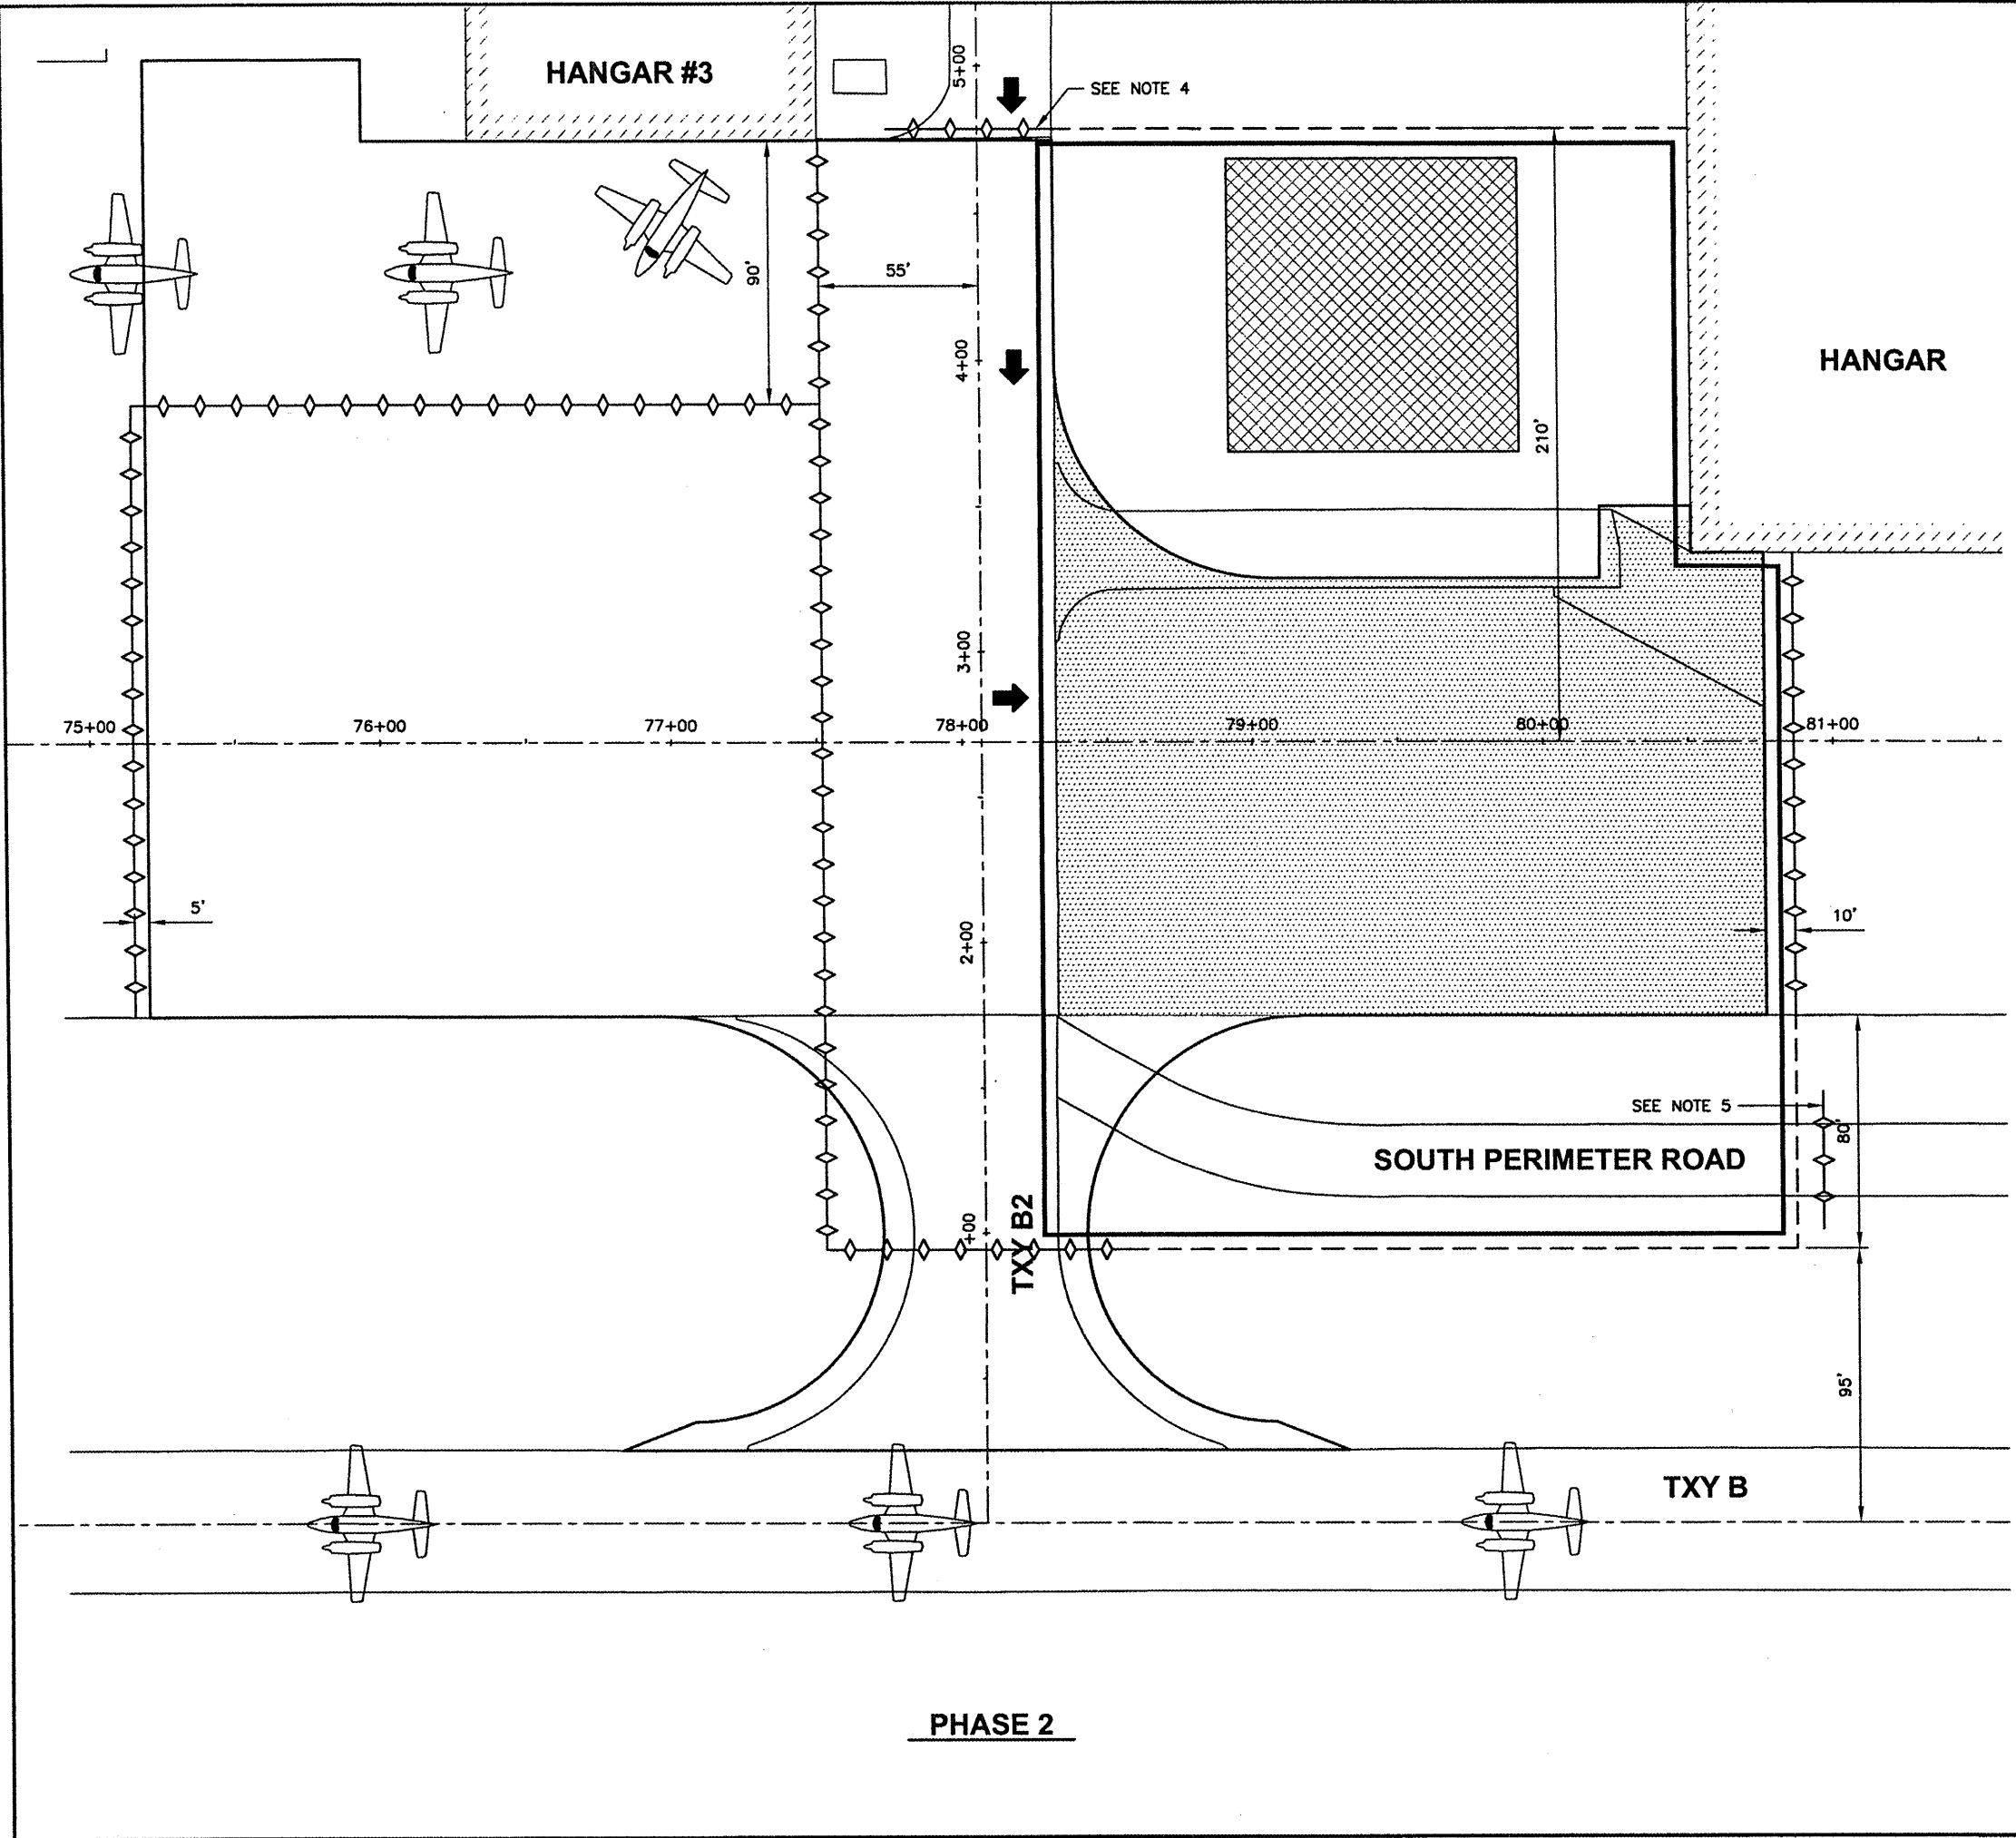 HANGAR #3
5+00
SEE NOTE 4
90'
55'
4+00
HANGAR
210'
3+00
75+00
76+00
77+00
78+00
79+00
80+00
81+00
5'
2+00
10'
SEE NOTE 5
80'
SOUTH PERIMETER ROAD
+00
TXY B2
95'
TXY B
PHASE 2